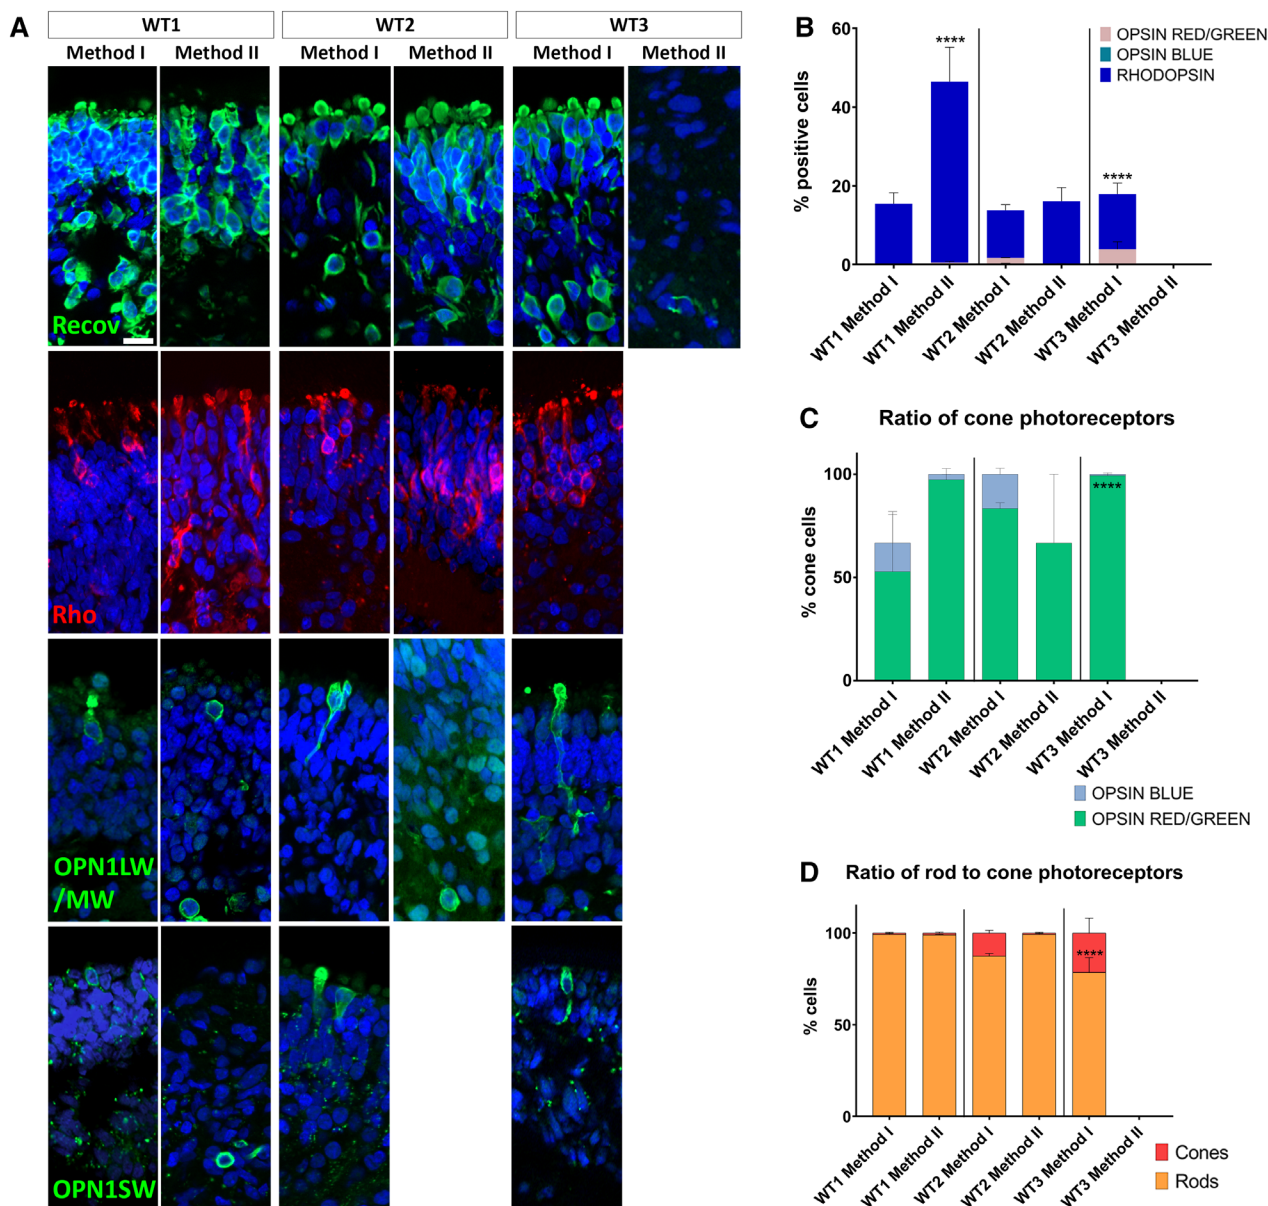 A
WT1
WT2
WT3
Method I
Method II
Method I
Method II
Method I
Method II
Recov
Rho
OPN1LW
/MW
OPN1SW
B
60
40
20
0
% positive cells
****
****
OPSIN RED/GREEN
OPSIN BLUE
RHODOPSIN
WT1 Method I
WT1 Method II
WT2 Method I
WT2 Method II
WT3 Method I
WT3 Method II
C
Ratio of cone photoreceptors
100
50
0
% cone cells
****
WT1 Method I
WT1 Method II
WT2 Method I
WT2 Method II
WT3 Method I
WT3 Method II
OPSIN BLUE
OPSIN RED/GREEN
D
Ratio of rod to cone photoreceptors
100
50
0
% cells
****
WT1 Method I
WT1 Method II
WT2 Method I
WT2 Method II
WT3 Method I
WT3 Method II
Cones
Rods